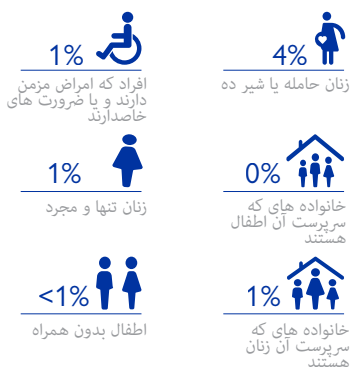 4%
زنان حامله یا شیر ده
1%
افراد که امراض مزمن
دارند و یا ضرورت های
خاصدارند
0%
خانواده های که
سرپرست آن اطفال
هستند
1%
زنان تنها و مجرد
1%
خانواده های که
سرپرست آن زنان
هستند
<1%
اطفال بدون همراه